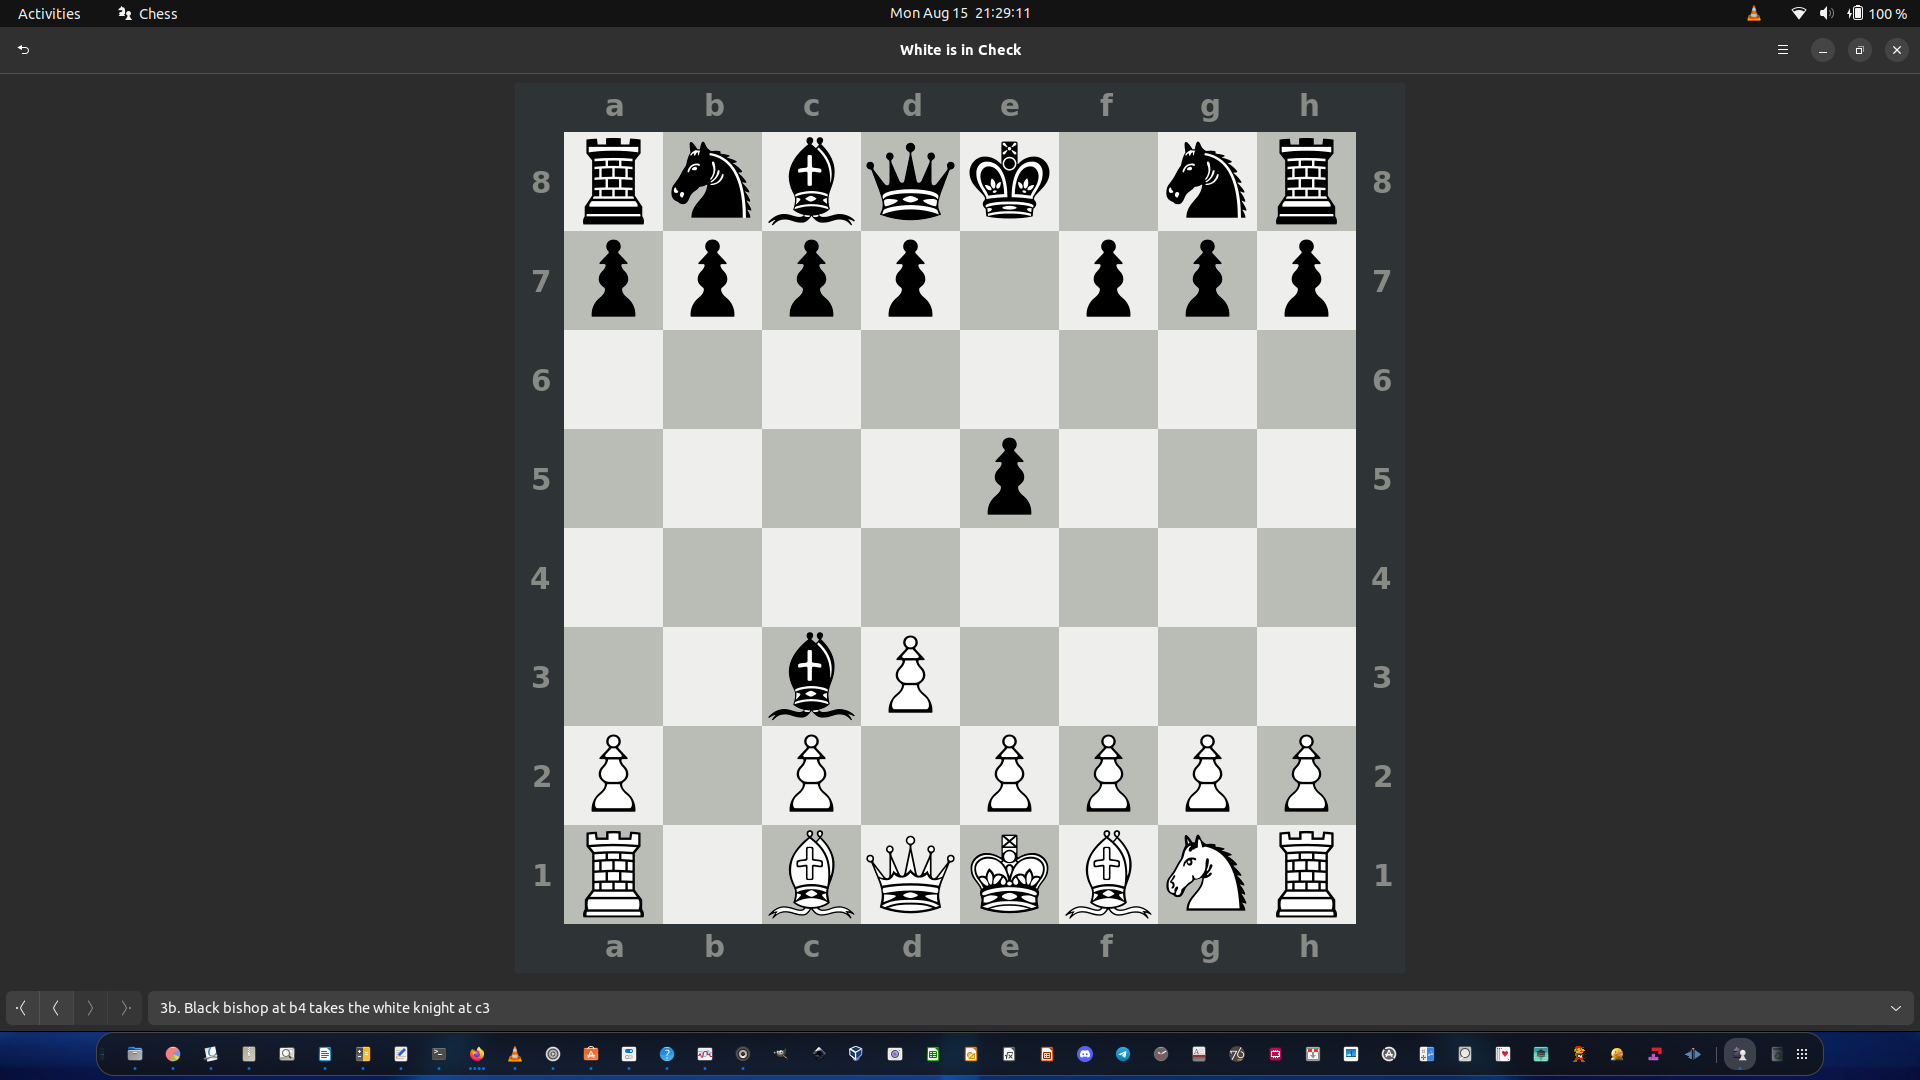 Activities Chess Mon Aug 15 21:29:11 100 %
White is in Check
a b c d e f g h
8 8
7 7
6 6
5 5
4 4
3 3
2 2
1 1
a b c d e f g h
3b. Black bishop at b4 takes the white knight at c3